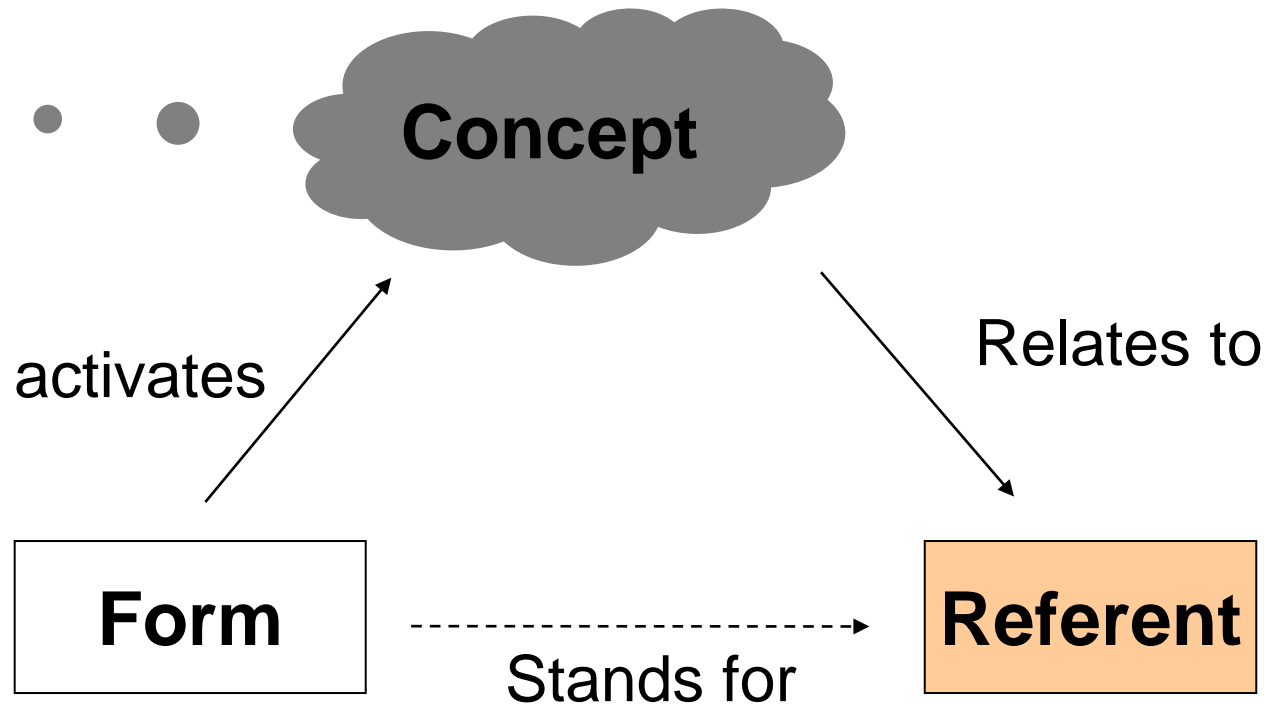 Concept
activates
Relates to
Form
Referent
Stands for